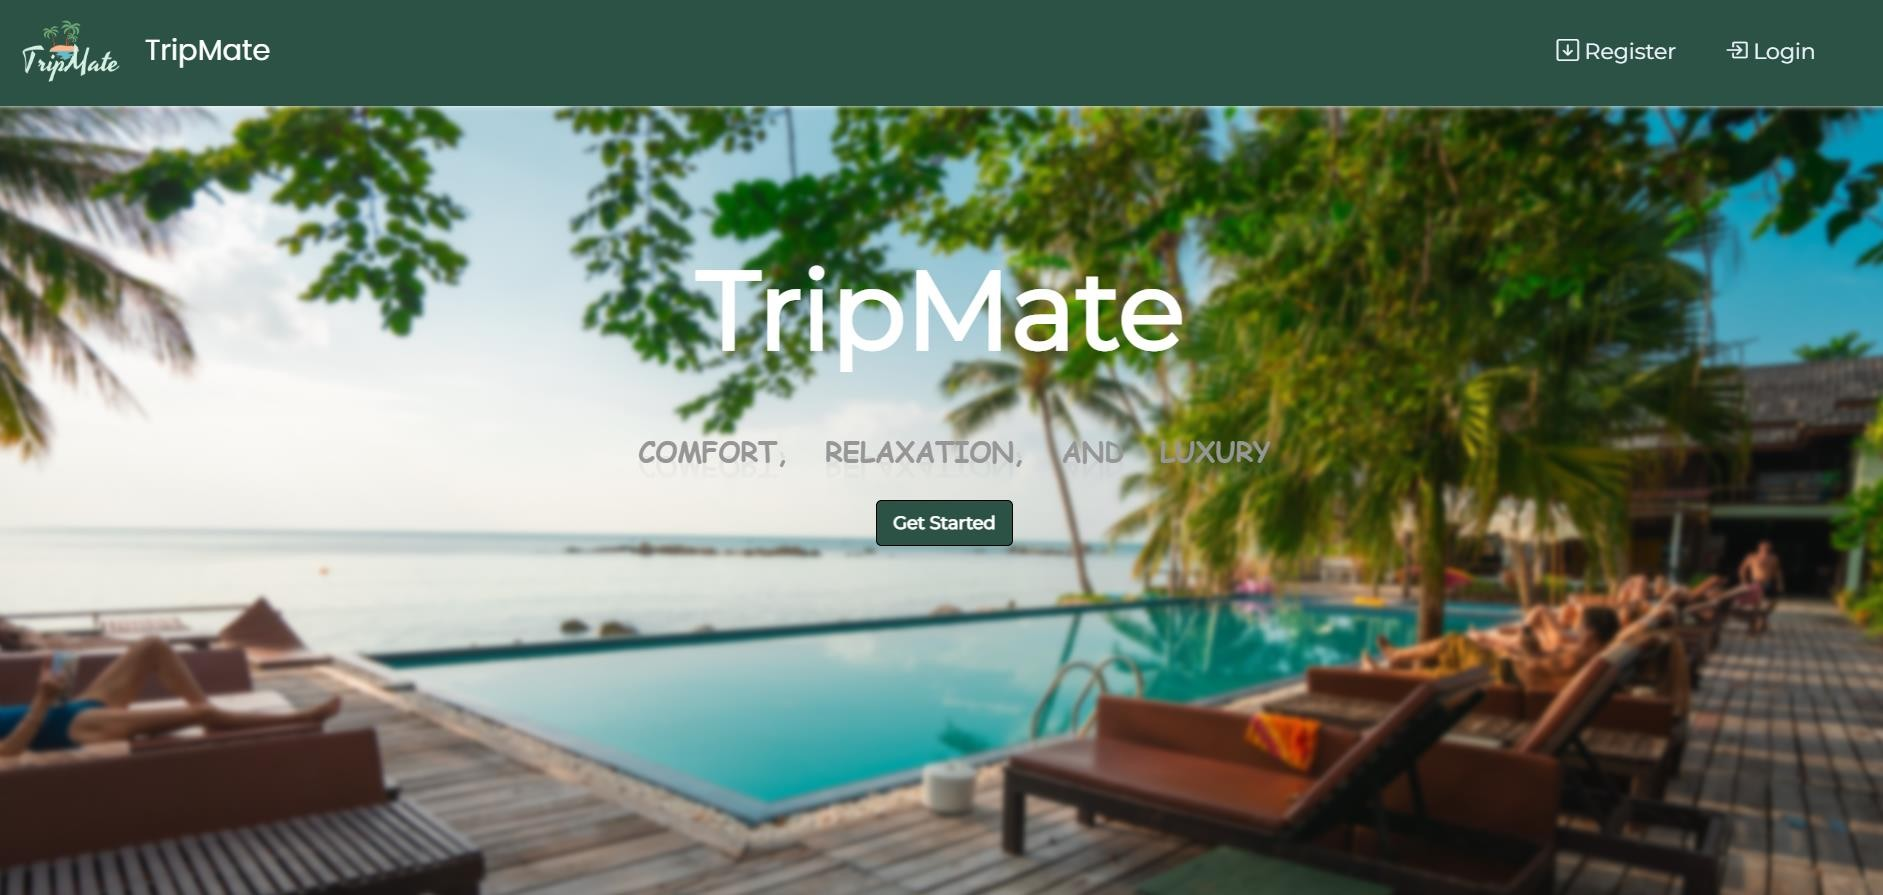 TripMate
TripMate
Register
Login
TripMate
COMFORT, RELAXATION, AND LUXURY
Get Started